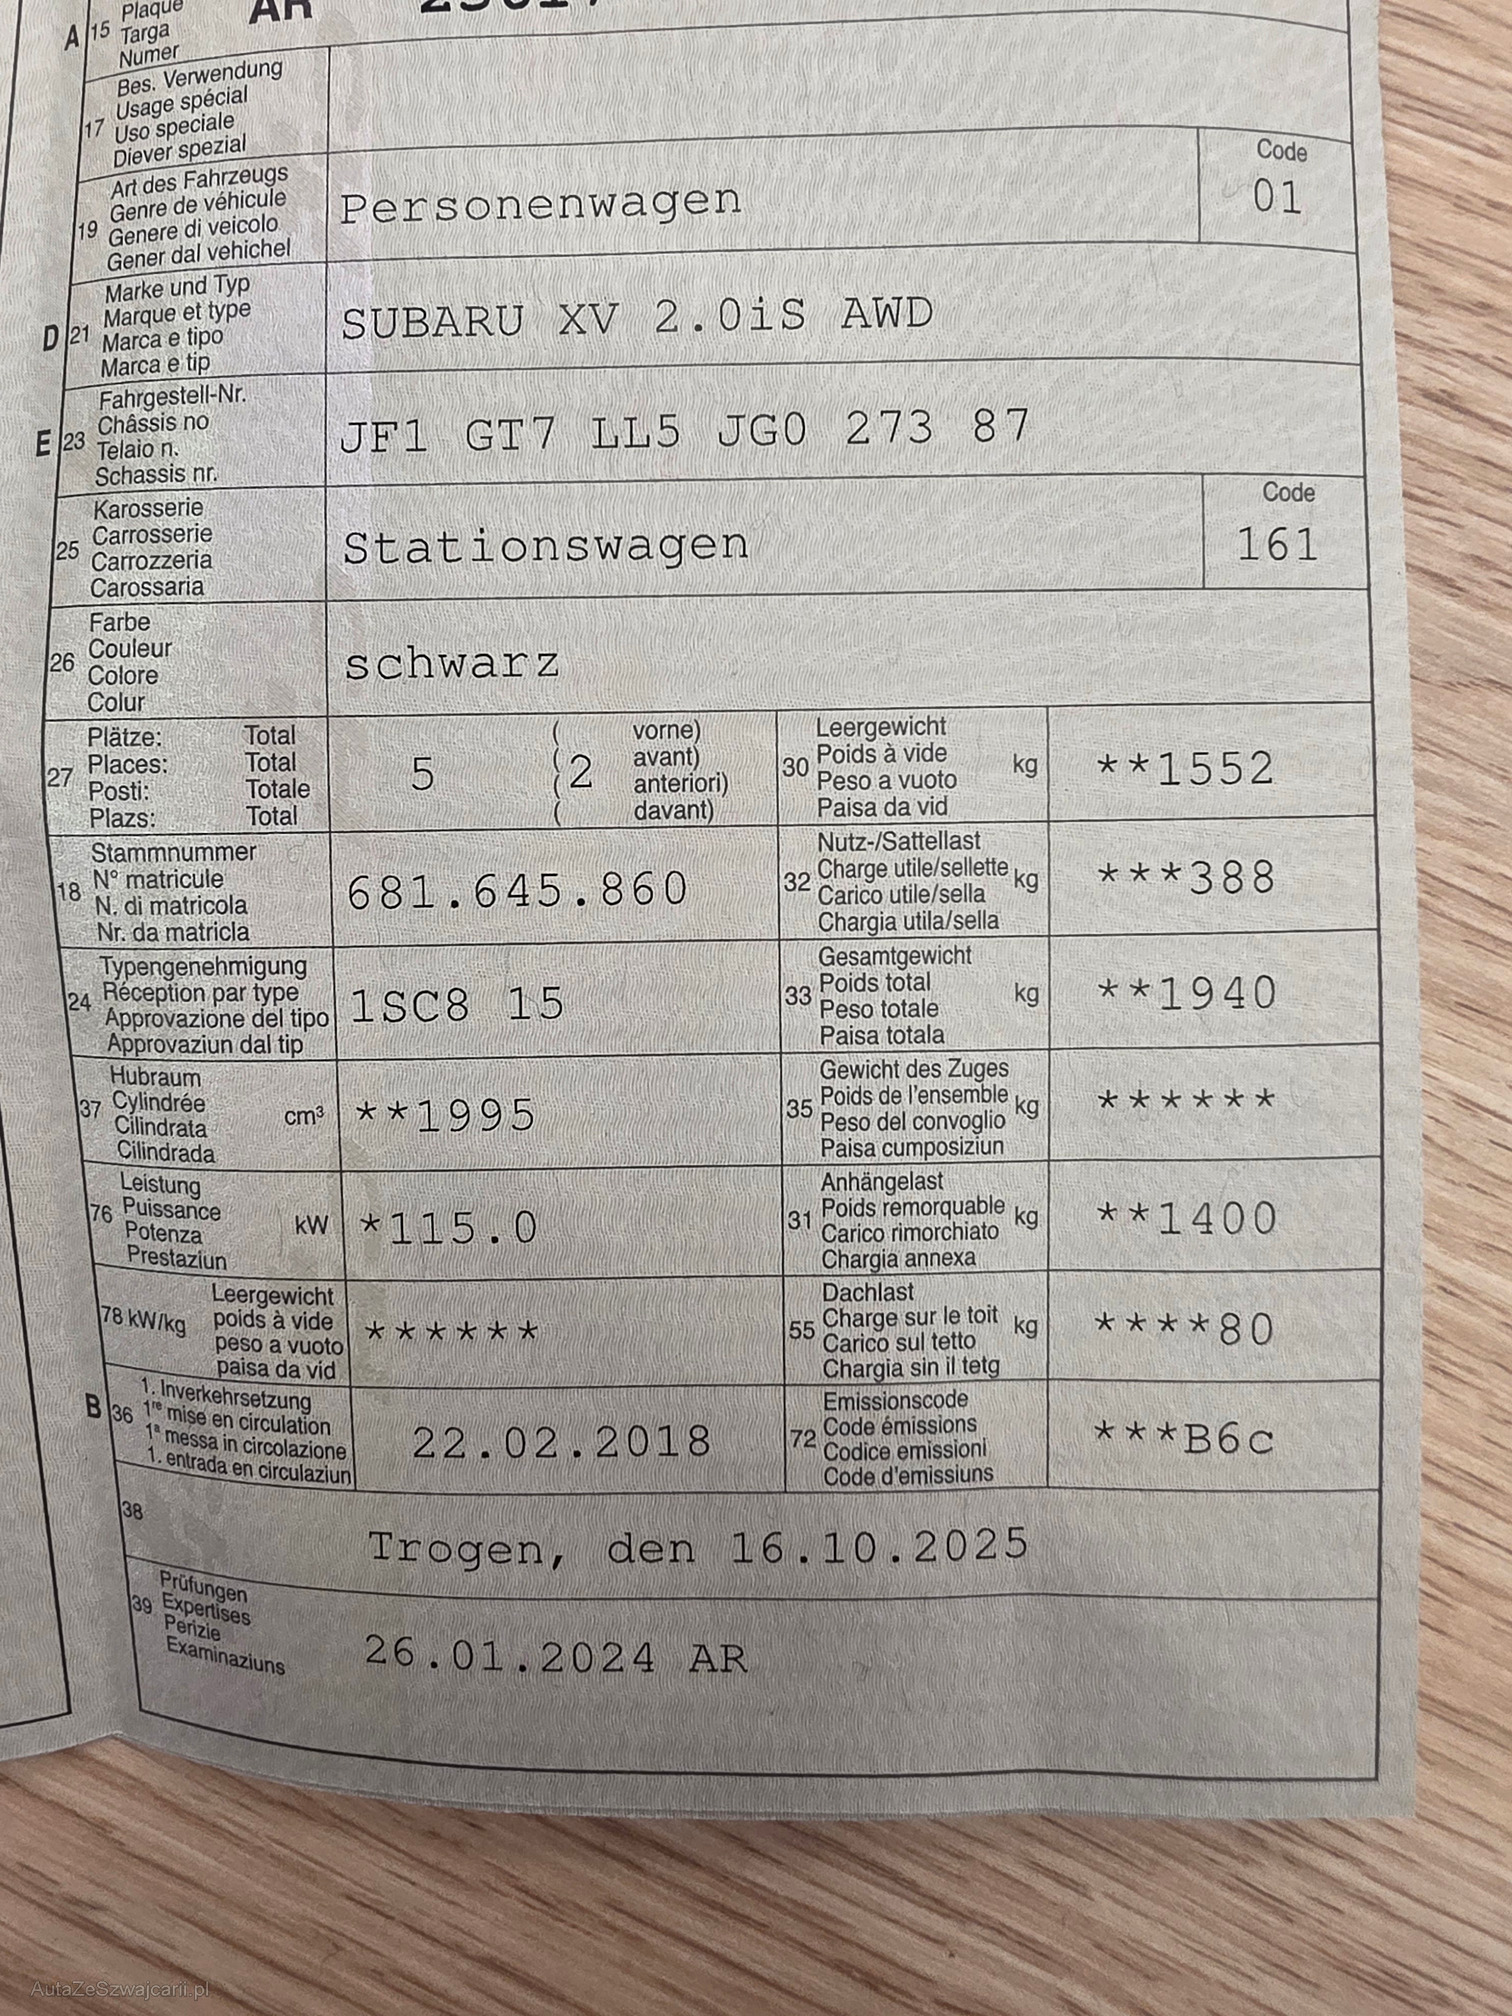 Plaque
A 15 Targa AR
Numer
Bes. Verwendung
Usage spécial
17 Uso speciale
Diever spezial
Art des Fahrzeugs
Genre de véhicule
19 Genere di veicolo
Gener dal vehichel
Personenwagen
Code
01
Marke und Typ
Marque et type
D 21 Marca e tipo
Marca e tip
SUBARU XV 2.0iS AWD
Fahrgestell-Nr.
Châssis no
E 23 Telaio n.
Schassis nr.
JF1 GT7 LL5 JG0 273 87
Karosserie
Carrosserie
25 Carrozzeria
Carossaria
Stationswagen
Code
161
Farbe
Couleur
26 Colore
Colur
schwarz
Plätze: Total
Places: Total
27 Posti: Totale
Plazs: Total
5 (2
( vorne)
( avant)
( anteriori)
( davant)
Leergewicht
30 Poids à vide kg
Peso a vuoto
Paisa da vid
**1552
Stammnummer
18 N° matricule
N. di matricola
Nr. da matricla
681.645.860
Nutz-/Sattellast
32 Charge utile/sellette kg
Carico utile/sella
Chargia utila/sella
***388
Typengenehmigung
24 Réception par type
Approvazione del tipo
Approvaziun dal tip
1SC8 15
Gesamtgewicht
33 Poids total kg
Peso totale
Paisa totala
**1940
Hubraum
37 Cylindrée cm³
Cilindrata
Cilindrada
**1995
Gewicht des Zuges
35 Poids de l'ensemble kg
Peso del convoglio
Paisa cumposiziun
******
Leistung
76 Puissance kW
Potenza
Prestaziun
*115.0
Anhängelast
31 Poids remorquable kg
Carico rimorchiato
Chargia annexa
**1400
Leergewicht
78 kW/kg poids à vide
peso a vuoto
paisa da vid
******
Dachlast
55 Charge sur le toit kg
Carico sul tetto
Chargia sin il tetg
****80
1. Inverkehrsetzung
B 36 1re mise en circulation
1a messa in circolazione
1. entrada en circulaziun
22.02.2018
Emissionscode
72 Code émissions
Codice emissioni
Code d'emissiuns
***B6c
38
Trogen, den 16.10.2025
Prüfungen
39 Expertises
Perizie
Examinaziuns
26.01.2024 AR
AutaZeSzwajcarii.pl